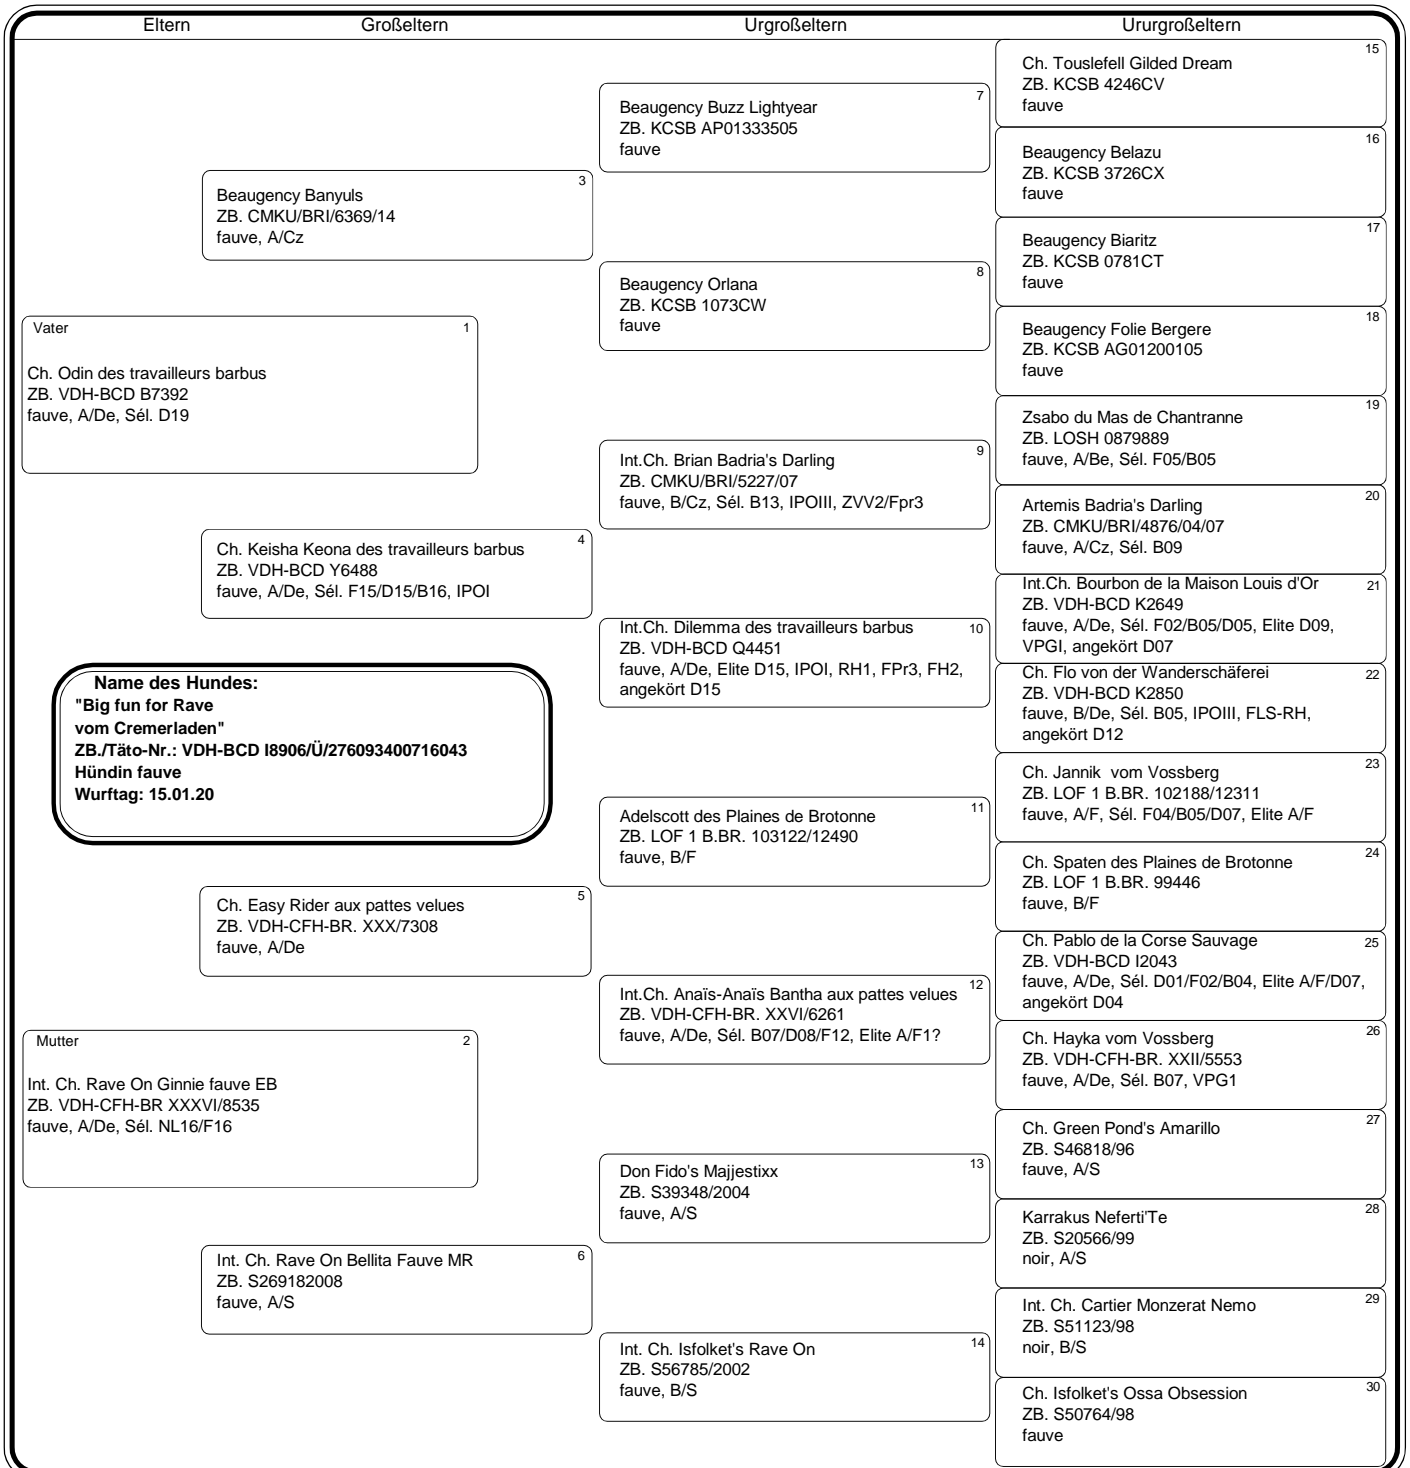 Eltern
Großeltern
Urgroßeltern
Ururgroßeltern
Vater
1
Ch. Odin des travailleurs barbus
ZB. VDH-BCD B7392
fauve, A/De, Sél. D19
Name des Hundes:
"Big fun for Rave
vom Cremerladen"
ZB./Täto-Nr.: VDH-BCD I8906/Ü/276093400716043
Hündin fauve
Wurftag: 15.01.20
Mutter
2
Int. Ch. Rave On Ginnie fauve EB
ZB. VDH-CFH-BR XXXVI/8535
fauve, A/De, Sél. NL16/F16
3
Beaugency Banyuls
ZB. CMKU/BRI/6369/14
fauve, A/Cz
4
Ch. Keisha Keona des travailleurs barbus
ZB. VDH-BCD Y6488
fauve, A/De, Sél. F15/D15/B16, IPOI
5
Ch. Easy Rider aux pattes velues
ZB. VDH-CFH-BR. XXX/7308
fauve, A/De
6
Int. Ch. Rave On Bellita Fauve MR
ZB. S269182008
fauve, A/S
7
Beaugency Buzz Lightyear
ZB. KCSB AP01333505
fauve
8
Beaugency Orlana
ZB. KCSB 1073CW
fauve
9
Int.Ch. Brian Badria's Darling
ZB. CMKU/BRI/5227/07
fauve, B/Cz, Sél. B13, IPOIII, ZVV2/Fpr3
10
Int.Ch. Dilemma des travailleurs barbus
ZB. VDH-BCD Q4451
fauve, A/De, Elite D15, IPOI, RH1, FPr3, FH2,
angekört D15
11
Adelscott des Plaines de Brotonne
ZB. LOF 1 B.BR. 103122/12490
fauve, B/F
12
Int.Ch. Anaïs-Anaïs Bantha aux pattes velues
ZB. VDH-CFH-BR. XXVI/6261
fauve, A/De, Sél. B07/D08/F12, Elite A/F1?
13
Don Fido's Majjestixx
ZB. S39348/2004
fauve, A/S
14
Int. Ch. Isfolket's Rave On
ZB. S56785/2002
fauve, B/S
15
Ch. Touslefell Gilded Dream
ZB. KCSB 4246CV
fauve
16
Beaugency Belazu
ZB. KCSB 3726CX
fauve
17
Beaugency Biaritz
ZB. KCSB 0781CT
fauve
18
Beaugency Folie Bergere
ZB. KCSB AG01200105
fauve
19
Zsabo du Mas de Chantranne
ZB. LOSH 0879889
fauve, A/Be, Sél. F05/B05
20
Artemis Badria's Darling
ZB. CMKU/BRI/4876/04/07
fauve, A/Cz, Sél. B09
21
Int.Ch. Bourbon de la Maison Louis d'Or
ZB. VDH-BCD K2649
fauve, A/De, Sél. F02/B05/D05, Elite D09,
VPGI, angekört D07
22
Ch. Flo von der Wanderschäferei
ZB. VDH-BCD K2850
fauve, B/De, Sél. B05, IPOIII, FLS-RH,
angekört D12
23
Ch. Jannik  vom Vossberg
ZB. LOF 1 B.BR. 102188/12311
fauve, A/F, Sél. F04/B05/D07, Elite A/F
24
Ch. Spaten des Plaines de Brotonne
ZB. LOF 1 B.BR. 99446
fauve, B/F
25
Ch. Pablo de la Corse Sauvage
ZB. VDH-BCD I2043
fauve, A/De, Sél. D01/F02/B04, Elite A/F/D07,
angekört D04
26
Ch. Hayka vom Vossberg
ZB. VDH-CFH-BR. XXII/5553
fauve, A/De, Sél. B07, VPG1
27
Ch. Green Pond's Amarillo
ZB. S46818/96
fauve, A/S
28
Karrakus Neferti'Te
ZB. S20566/99
noir, A/S
29
Int. Ch. Cartier Monzerat Nemo
ZB. S51123/98
noir, B/S
30
Ch. Isfolket's Ossa Obsession
ZB. S50764/98
fauve